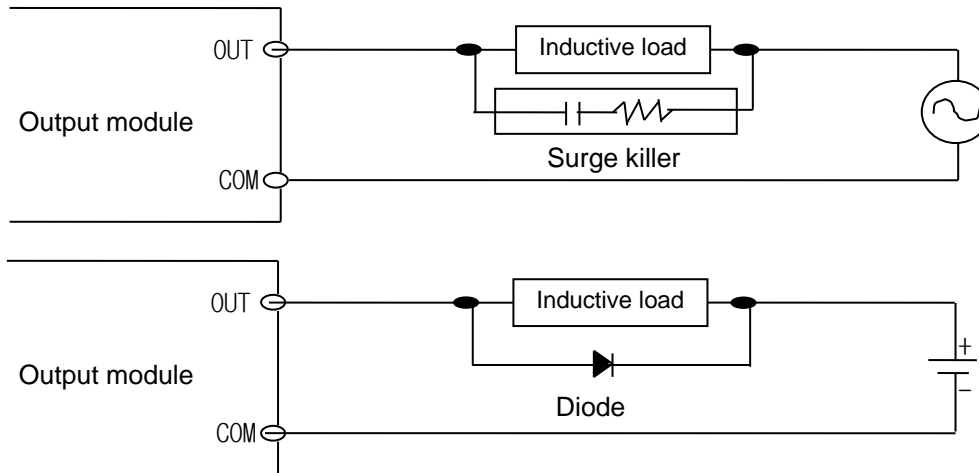 OUT
Inductive load
Output module
Surge killer
COM
OUT
Inductive load
+
Output module
Diode
−
COM